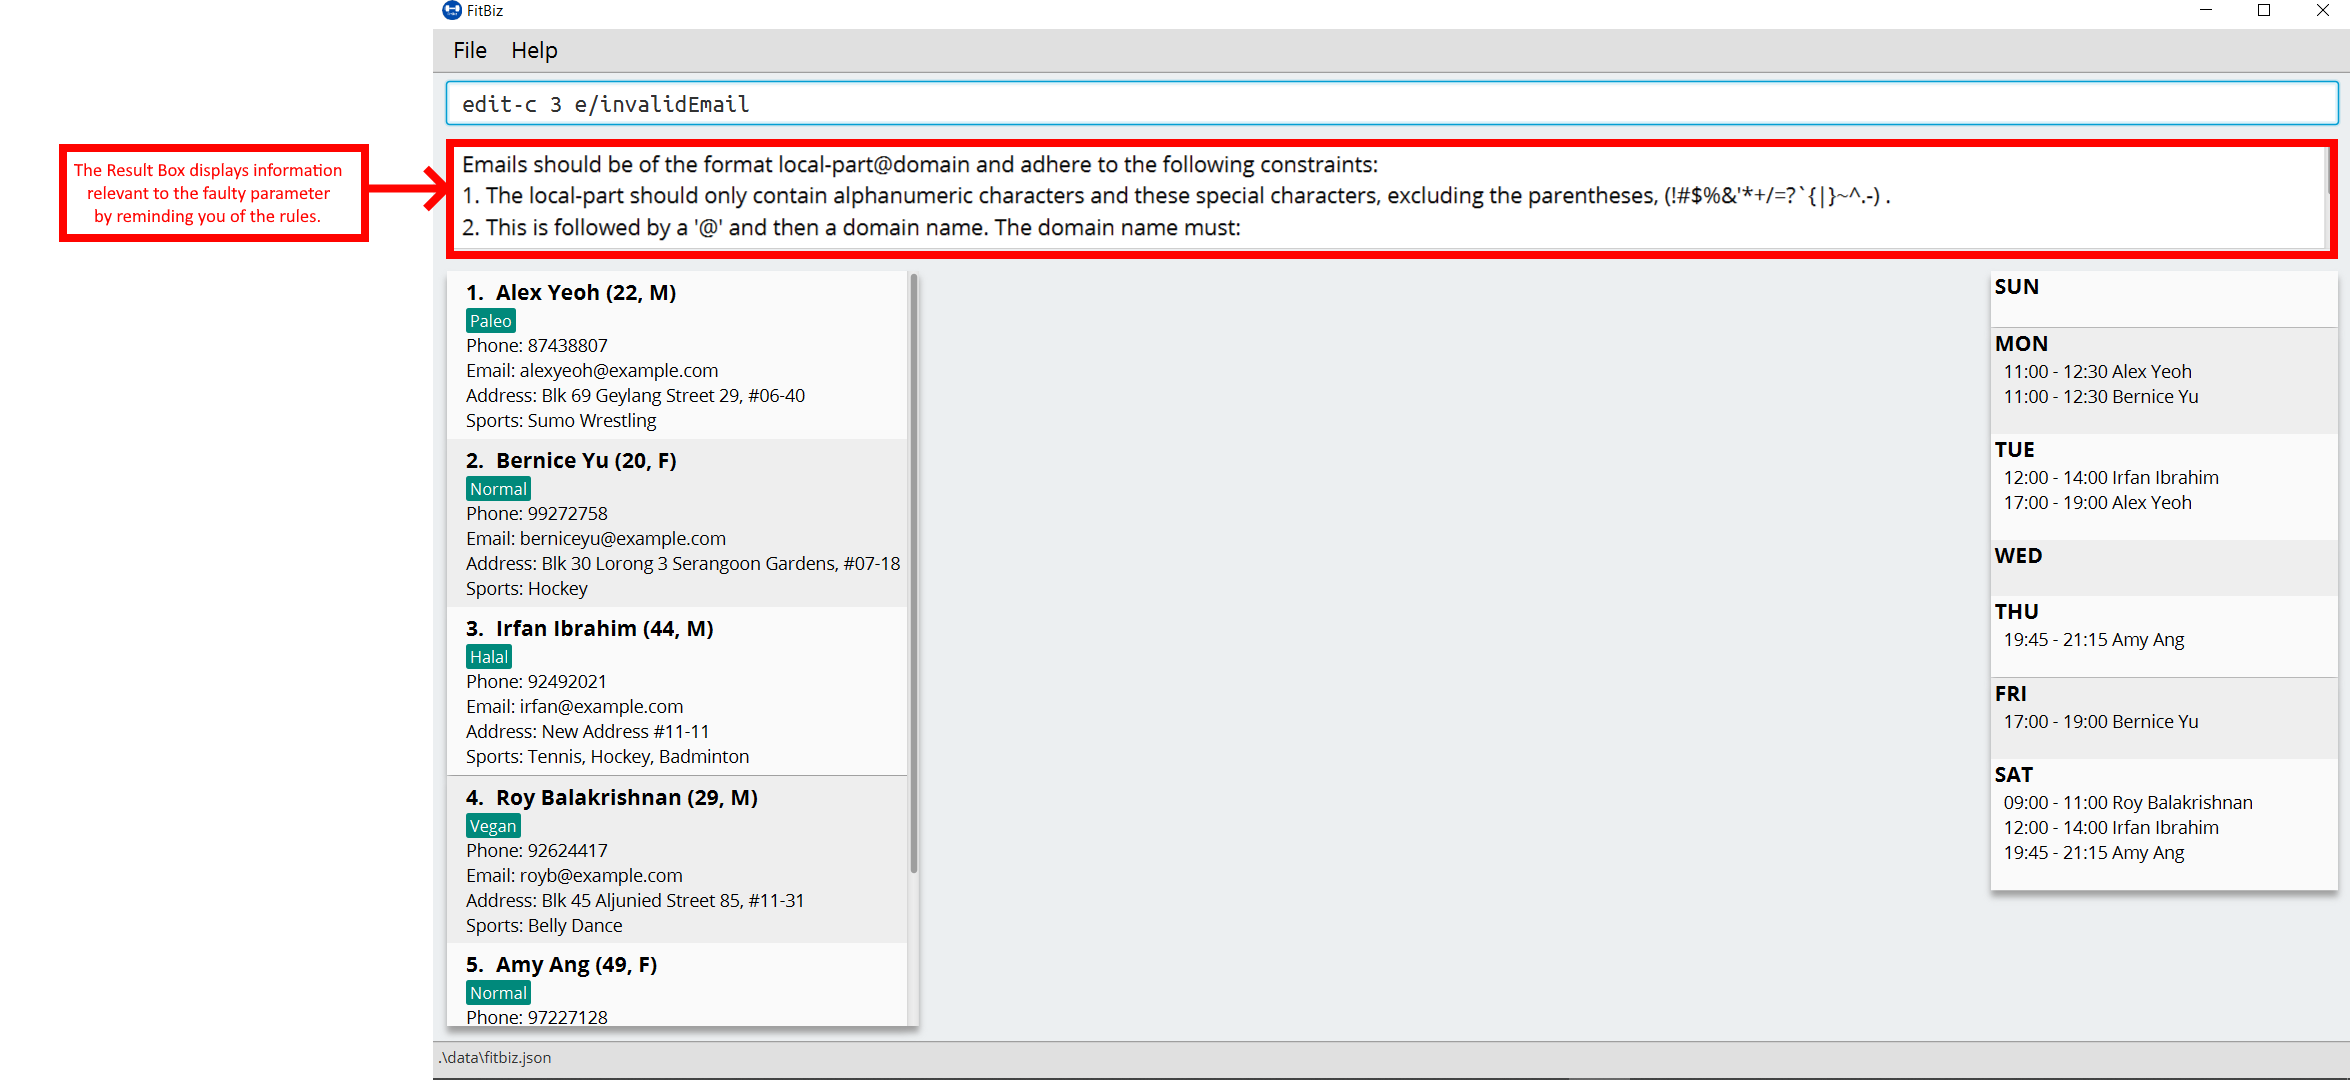 FitBiz
File Help
edit-c 3 e/invalidEmail
The Result Box displays information
relevant to the faulty parameter
by reminding you of the rules.
Emails should be of the format local-part@domain and adhere to the following constraints:
1. The local-part should only contain alphanumeric characters and these special characters, excluding the parentheses, (!#$%&'*+/=?`{|}~^.-) .
2. This is followed by a '@' and then a domain name. The domain name must:
1. Alex Yeoh (22, M)
Paleo
Phone: 87438807
Email: alexyeoh@example.com
Address: Blk 69 Geylang Street 29, #06-40
Sports: Sumo Wrestling
2. Bernice Yu (20, F)
Normal
Phone: 99272758
Email: berniceyu@example.com
Address: Blk 30 Lorong 3 Serangoon Gardens, #07-18
Sports: Hockey
3. Irfan Ibrahim (44, M)
Halal
Phone: 92492021
Email: irfan@example.com
Address: New Address #11-11
Sports: Tennis, Hockey, Badminton
4. Roy Balakrishnan (29, M)
Vegan
Phone: 92624417
Email: royb@example.com
Address: Blk 45 Aljunied Street 85, #11-31
Sports: Belly Dance
5. Amy Ang (49, F)
Normal
Phone: 97227128
SUN
MON
11:00 - 12:30 Alex Yeoh
11:00 - 12:30 Bernice Yu
TUE
12:00 - 14:00 Irfan Ibrahim
17:00 - 19:00 Alex Yeoh
WED
THU
19:45 - 21:15 Amy Ang
FRI
17:00 - 19:00 Bernice Yu
SAT
09:00 - 11:00 Roy Balakrishnan
12:00 - 14:00 Irfan Ibrahim
19:45 - 21:15 Amy Ang
.\data\fitbiz.json